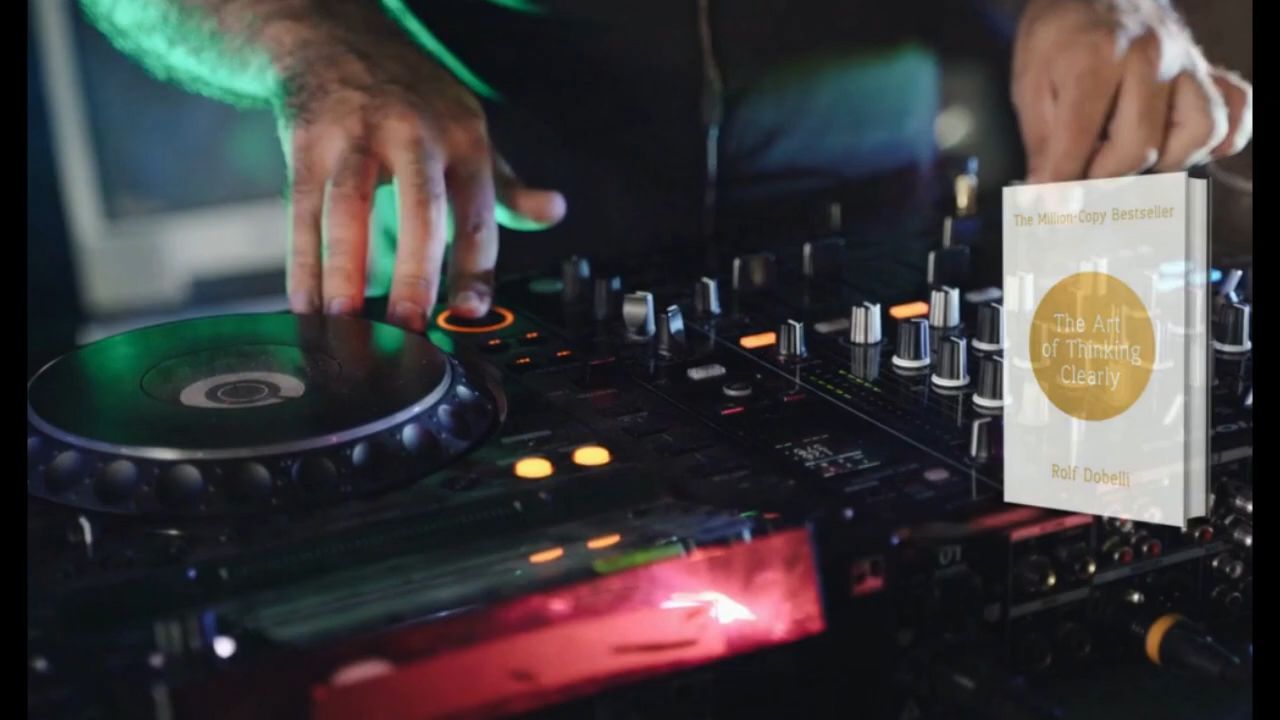 The Million-Copy Bestseller
The Art
of Thinking
Clearly
Rolf Dobelli